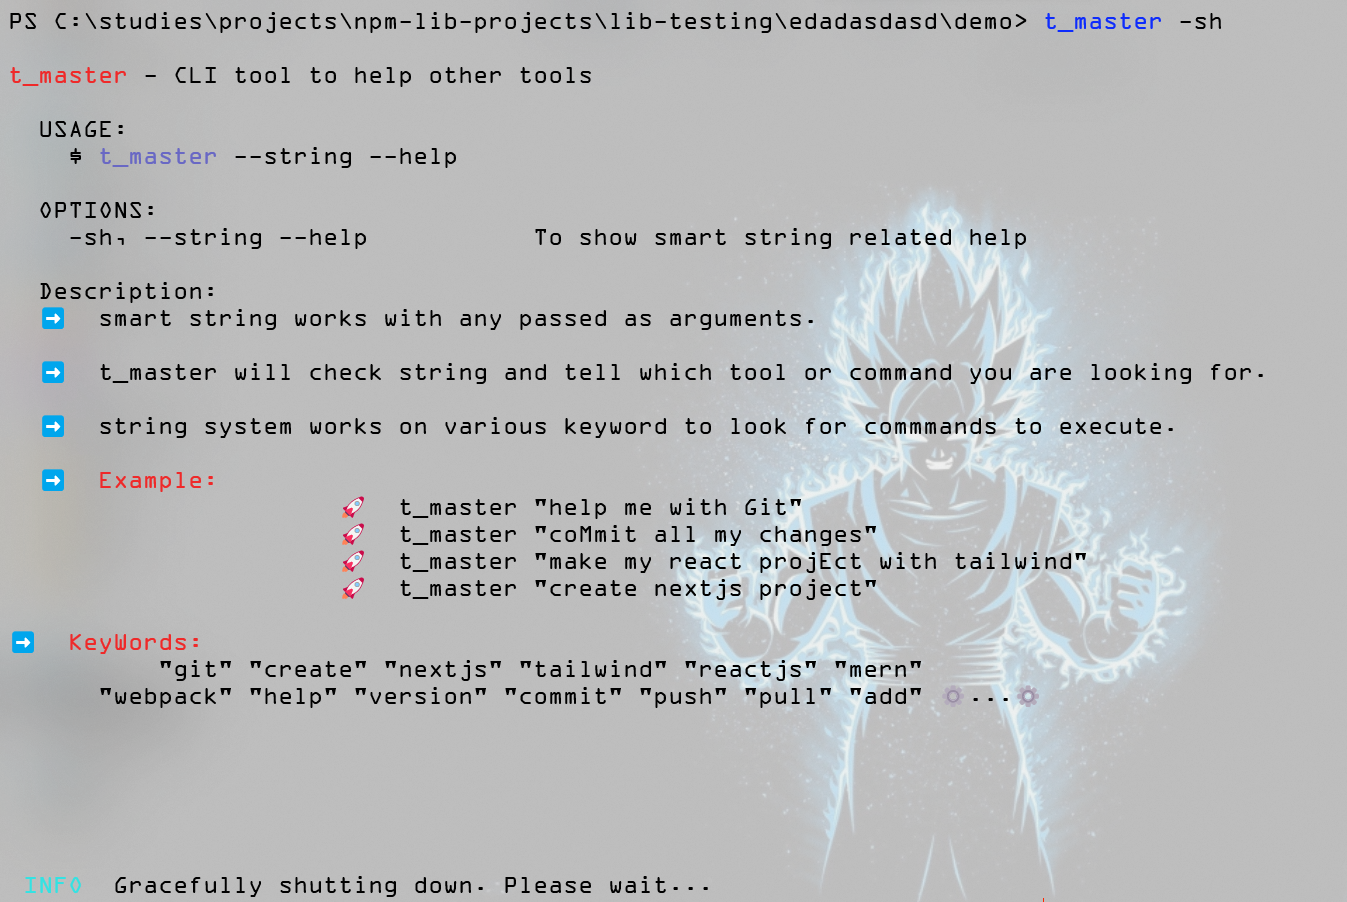 PS C:\studies\projects\npm-lib-projects\lib-testing\edadasdasd\demo> t_master -sh
t_master - CLI tool to help other tools
USAGE:
$ t_master --string --help
OPTIONS:
-sh, --string --help To show smart string related help
Description:
➡ smart string works with any passed as arguments.
➡ t_master will check string and tell which tool or command you are looking for.
➡ string system works on various keyword to look for commmands to execute.
➡ Example:
🚀 t_master "help me with Git"
🚀 t_master "coMmit all my changes"
🚀 t_master "make my react projEct with tailwind"
🚀 t_master "create nextjs project"
➡ KeyWords:
"git" "create" "nextjs" "tailwind" "reactjs" "mern"
"webpack" "help" "version" "commit" "push" "pull" "add" ⚙...⚙
INFO Gracefully shutting down. Please wait...